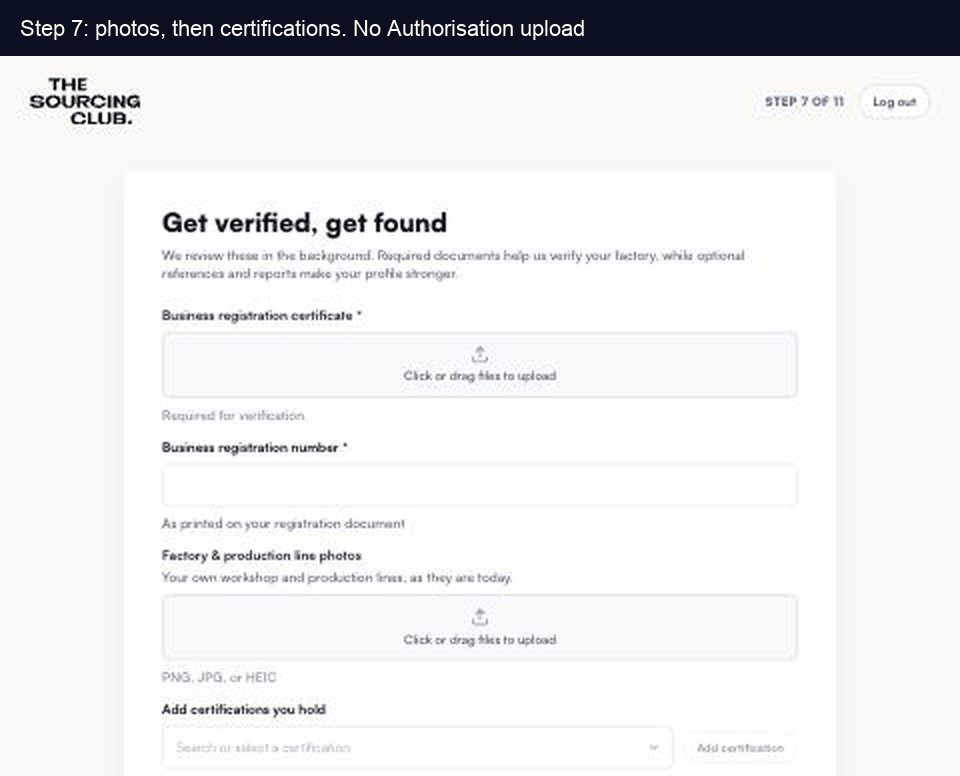 Step 7: photos, then certifications. No Authorisation upload
THE
SOURCING
CLUB.
STEP 7 OF 11
Log out
Get verified, get found
We review these in the background. Required documents help us verify your factory, while optional
references and reports make your profile stronger.
Business registration certificate *
Click or drag files to upload
Required for verification.
Business registration number *
As printed on your registration document
Factory & production line photos
Your own workshop and production lines, as they are today.
Click or drag files to upload
PNG, JPG, or HEIC
Add certifications you hold
Search or select a certification
Add certification